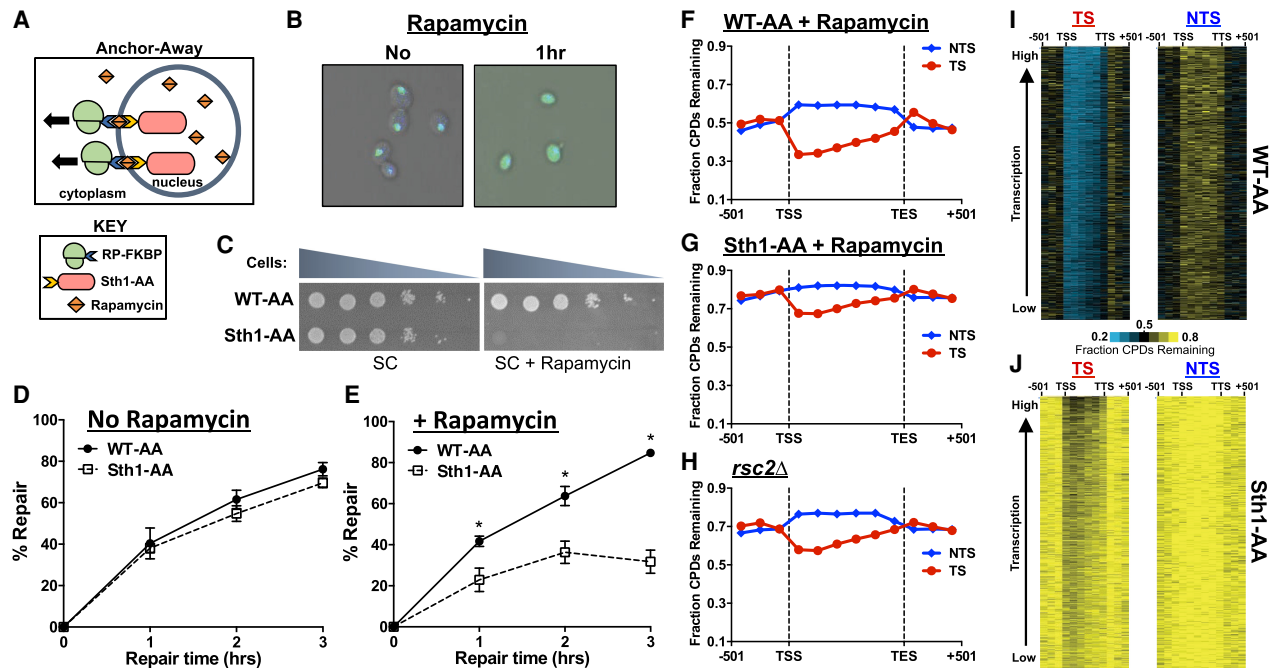 A
Anchor-Away
cytoplasm
nucleus
KEY
RP-FKBP
Sth1-AA
Rapamycin
B
Rapamycin
No
1hr
C
Cells:
WT-AA
Sth1-AA
SC
SC + Rapamycin
D
No Rapamycin
WT-AA
Sth1-AA
% Repair
100
80
60
40
20
0
0 1 2 3
Repair time (hrs)
E
+ Rapamycin
WT-AA
Sth1-AA
% Repair
100
80
60
40
20
0
* * *
0 1 2 3
Repair time (hrs)
F
WT-AA + Rapamycin
Fraction CPDs Remaining
0.9
0.7
0.5
0.3
0.1
NTS
TS
-501 TSS TES +501
G
Sth1-AA + Rapamycin
Fraction CPDs Remaining
0.9
0.7
0.5
0.3
0.1
NTS
TS
-501 TSS TES +501
H
rsc2Δ
Fraction CPDs Remaining
0.9
0.7
0.5
0.3
0.1
NTS
TS
-501 TSS TES +501
I
TS NTS
-501 TSS TTS +501 -501 TSS TTS +501
High
Transcription
Low
WT-AA
0.5
0.2 0.8
Fraction CPDs Remaining
J
TS NTS
-501 TSS TTS +501 -501 TSS TTS +501
High
Transcription
Low
Sth1-AA